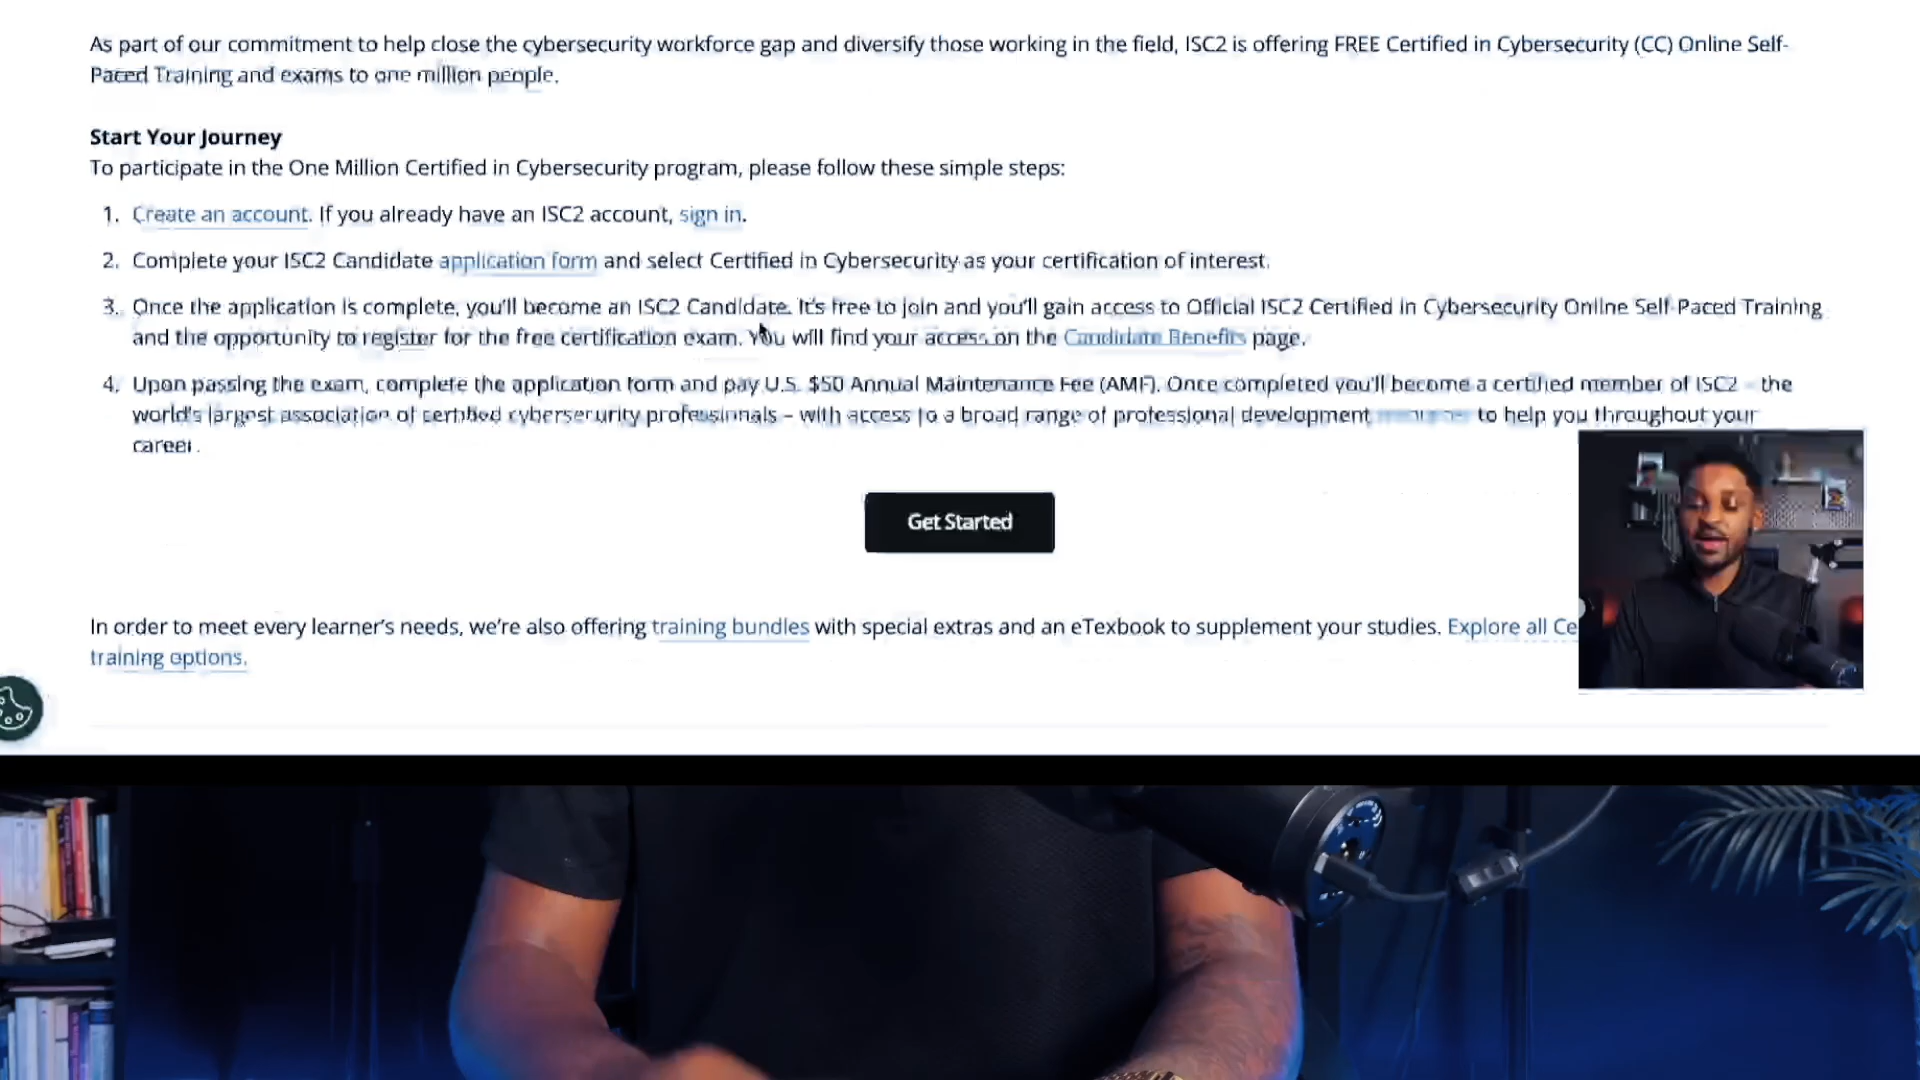 As part of our commitment to help close the cybersecurity workforce gap and diversify those working in the field, ISC2 is offering FREE Certified in Cybersecurity (CC) Online Self-
Paced Training and exams to one million people.
Start Your Journey
To participate in the One Million Certified in Cybersecurity program, please follow these simple steps:
1. Create an account. If you already have an ISC2 account, sign in.
2. Complete your ISC2 Candidate application form and select Certified in Cybersecurity as your certification of interest.
3. Once the application is complete, you'll become an ISC2 Candidate. It's free to join and you'll gain access to Official ISC2 Certified in Cybersecurity Online Self-Paced Training
and the opportunity to register for the free certification exam. You will find your access on the Candidate Benefits page.
4. Upon passing the exam, complete the application form and pay U.S. $50 Annual Maintenance Fee (AMF). Once completed you'll become a certified member of ISC2 – the
world's largest association of certified cybersecurity professionals – with access to a broad range of professional development to help you throughout your
career.
Get Started
In order to meet every learner's needs, we're also offering training bundles with special extras and an eTexbook to supplement your studies. Explore all Ce
training options.